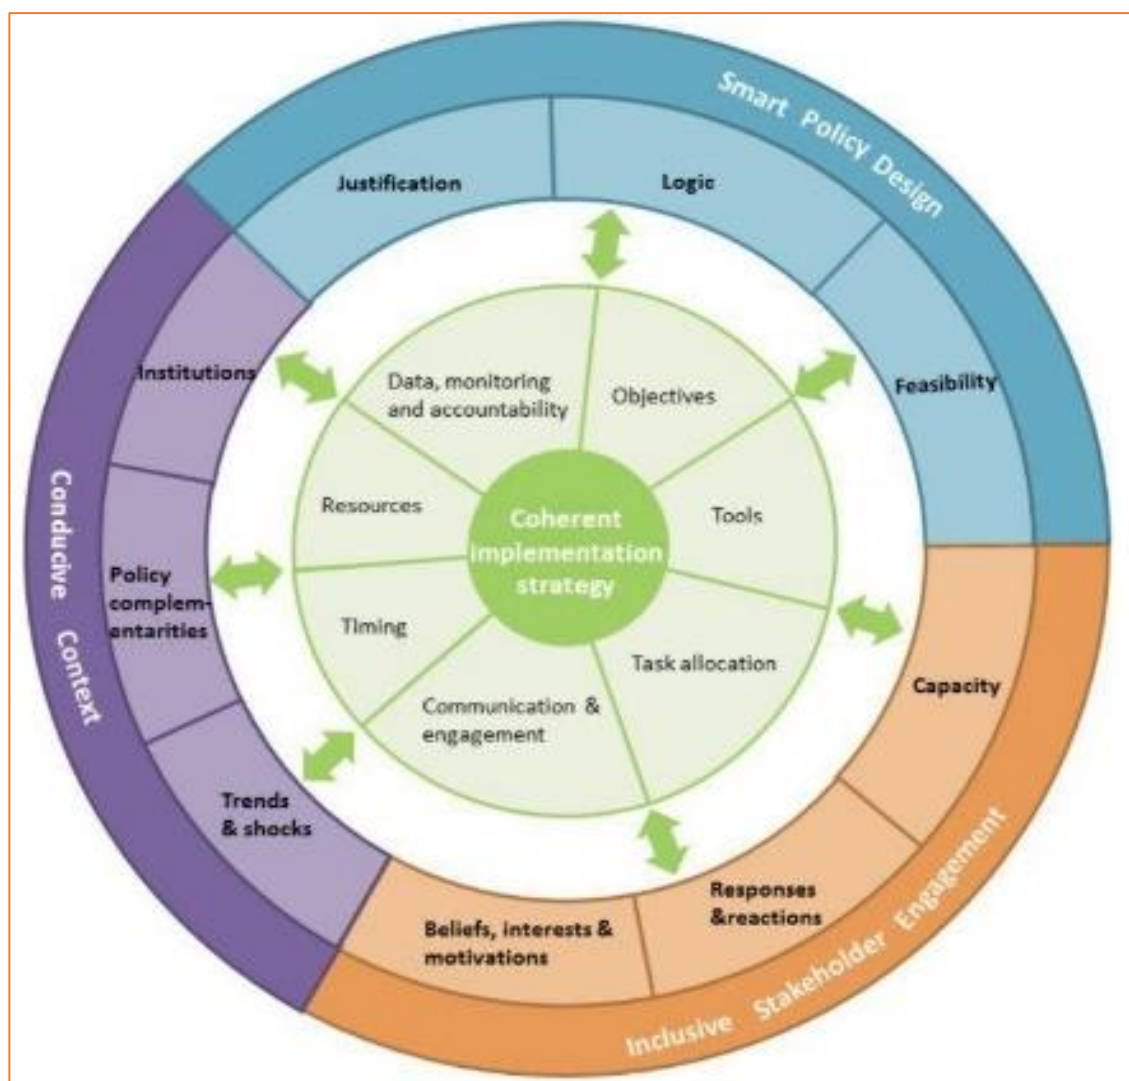 Smart Policy Design
Justification
Logic
Feasibility
Conducive Context
Institutions
Policy
complem-
entarities
Trends
& shocks
Inclusive Stakeholder Engagement
Capacity
Responses
&reactions
Beliefs, interests &
motivations
Data, monitoring
and accountability
Objectives
Resources
Tools
Timing
Task allocation
Communication &
engagement
Coherent
implementation
strategy